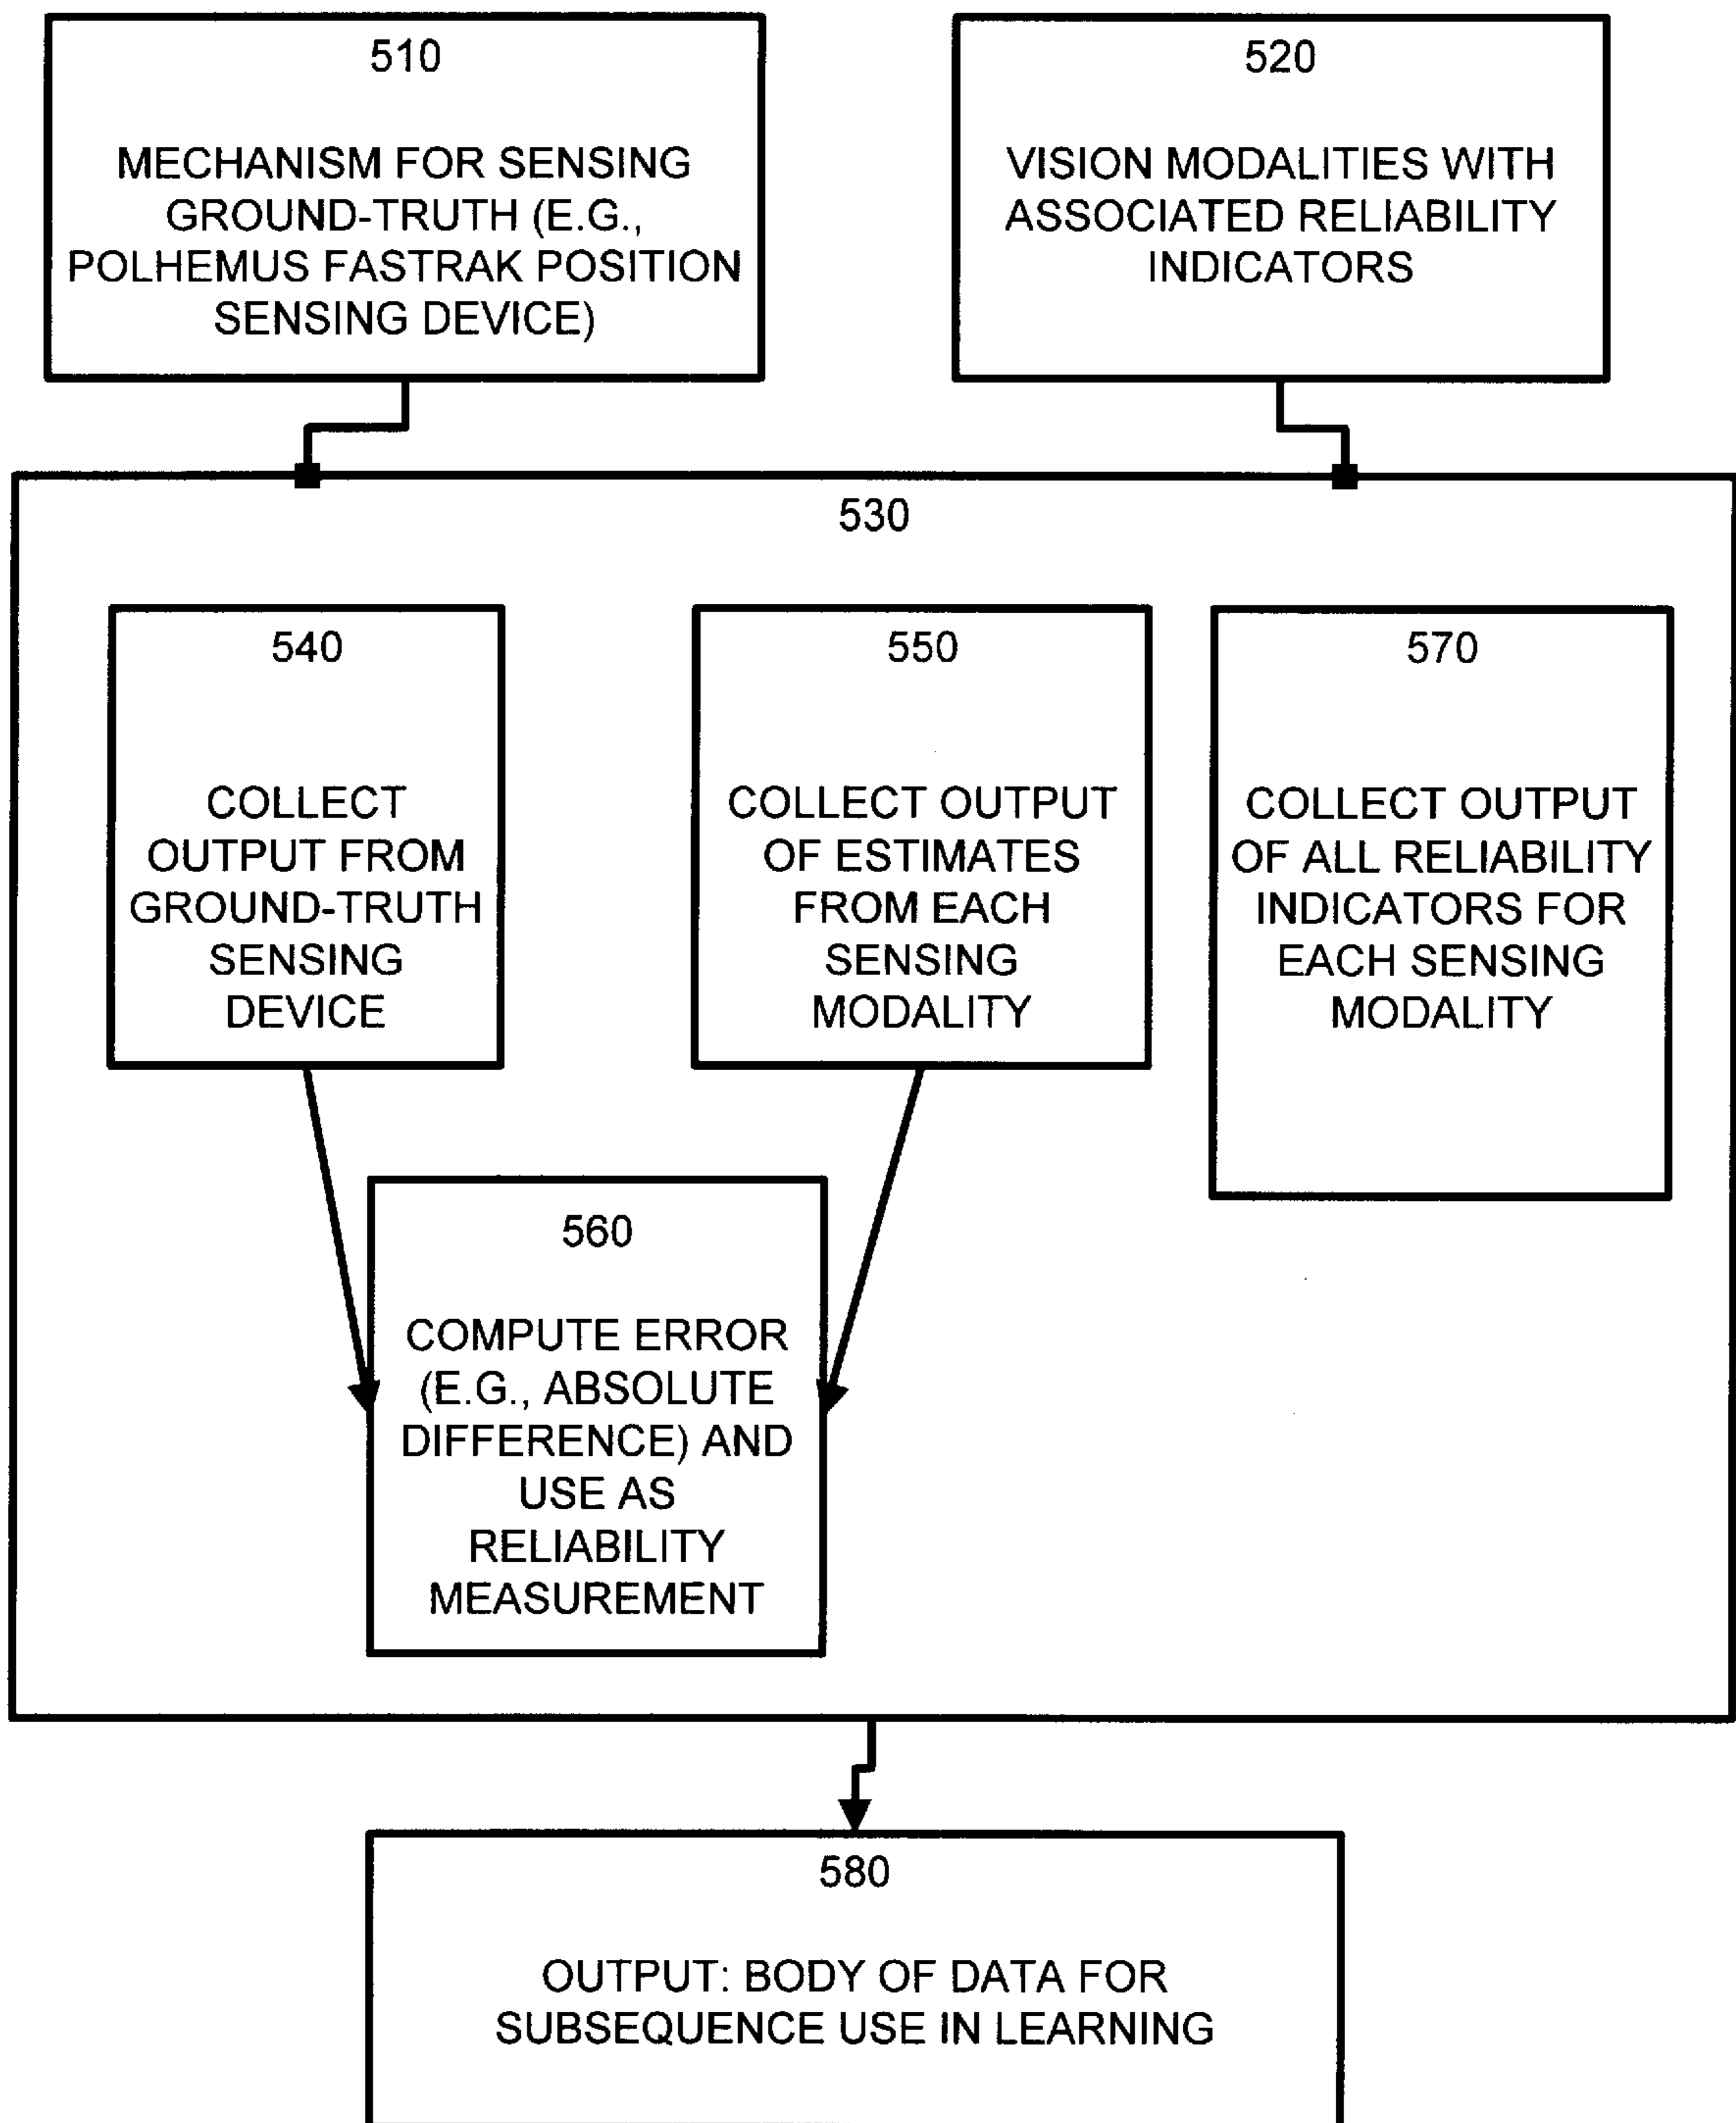 510
MECHANISM FOR SENSING
GROUND-TRUTH (E.G.,
POLHEMUS FASTRAK POSITION
SENSING DEVICE)
520
VISION MODALITIES WITH
ASSOCIATED RELIABILITY
INDICATORS
530
540
COLLECT
OUTPUT FROM
GROUND-TRUTH
SENSING
DEVICE
550
COLLECT OUTPUT
OF ESTIMATES
FROM EACH
SENSING
MODALITY
570
COLLECT OUTPUT
OF ALL RELIABILITY
INDICATORS FOR
EACH SENSING
MODALITY
560
COMPUTE ERROR
(E.G., ABSOLUTE
DIFFERENCE) AND
USE AS
RELIABILITY
MEASUREMENT
580
OUTPUT: BODY OF DATA FOR
SUBSEQUENCE USE IN LEARNING